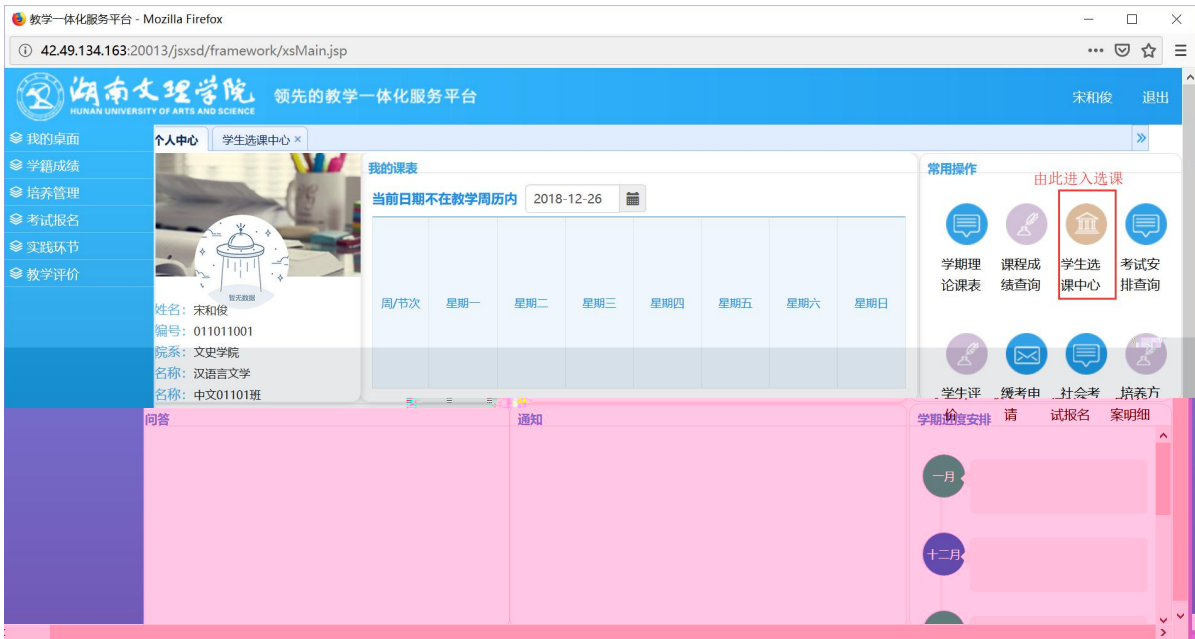 教学一体化服务平台 - Mozilla Firefox
42.49.134.163:20013/jsxsd/framework/xsMain.jsp
湖南文理学院
HUNAN UNIVERSITY OF ARTS AND SCIENCE
领先的教学一体化服务平台
宋和俊 退出
我的桌面
学籍成绩
培养管理
考试报名
实践环节
教学评价
个人中心 学生选课中心 ×
暂无数据
姓名：宋和俊
编号：011011001
院系：文史学院
名称：汉语言文学
名称：中文01101班
我的课表
当前日期不在教学周历内 2018-12-26
周/节次 星期一 星期二 星期三 星期四 星期五 星期六 星期日
常用操作
由此进入选课
学期理论课表
课程成绩查询
学生选课中心
考试安排查询
学生评价
缓考申请
社会考试报名
培养方案明细
问答
通知
学期进度安排
一月
十二月